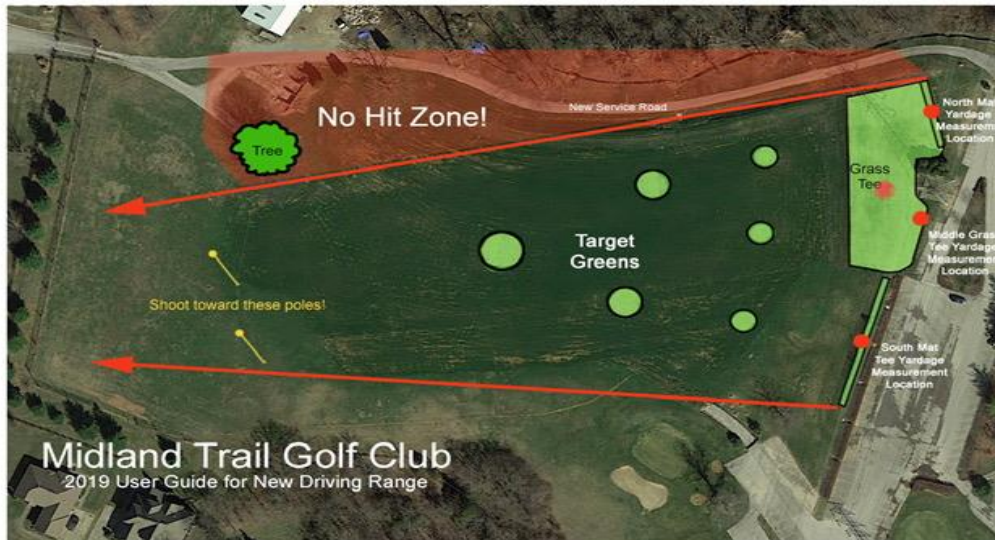 No Hit Zone!
New Service Road
North Mat
Yardage
Measurement
Location
Tree
Grass
Tee
Middle Grass
Tee Yardage
Measurement
Location
Target
Greens
Shoot toward these poles!
South Mat
Tee Yardage
Measurement
Location
Midland Trail Golf Club
2019 User Guide for New Driving Range